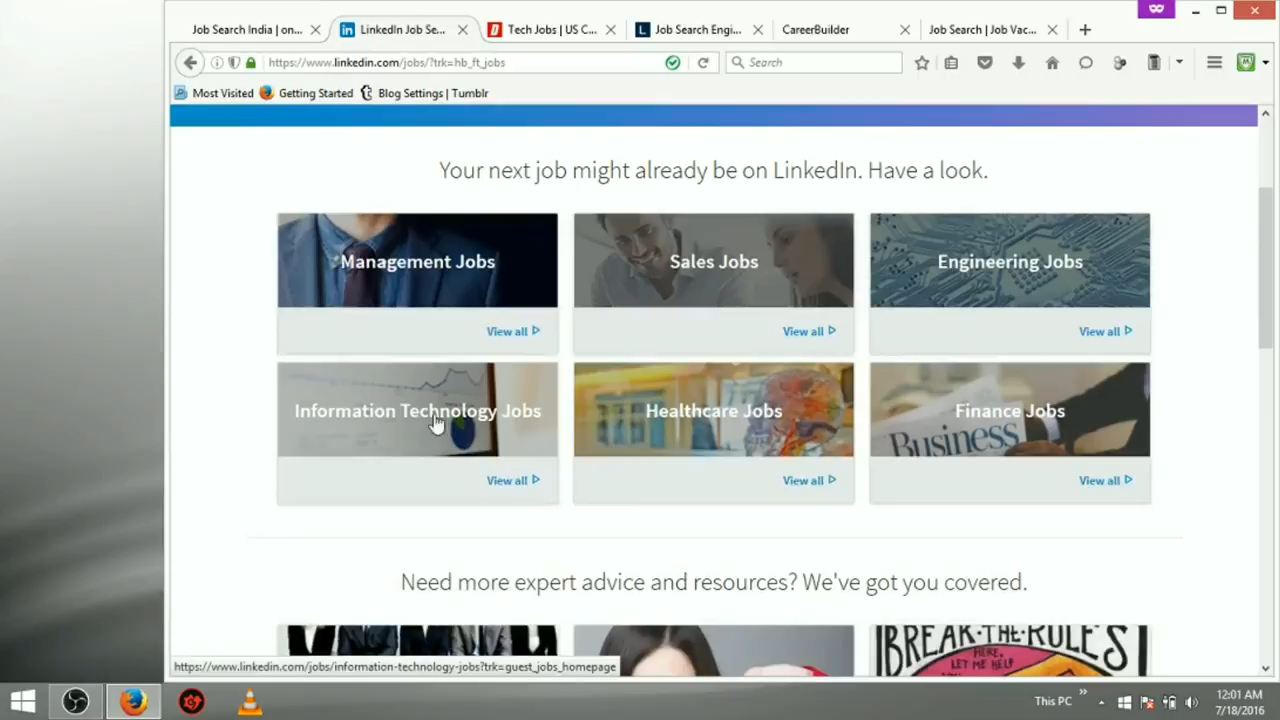 Job Search India | on...
in LinkedIn Job Se...
D Tech Jobs | US C...
L Job Search Engi...
CareerBuilder
Job Search | Job Vac...
https://www.linkedin.com/jobs/?trk=hb_ft_jobs
Search
Most Visited
Getting Started
Blog Settings | Tumblr
Your next job might already be on LinkedIn. Have a look.
Management Jobs
Sales Jobs
Engineering Jobs
View all
View all
View all
Information Technology Jobs
Healthcare Jobs
Finance Jobs
Business
View all
View all
View all
Need more expert advice and resources? We've got you covered.
BREAK·THE·RULES
HERE,
LET ME HELP
https://www.linkedin.com/jobs/information-technology-jobs?trk=guest_jobs_homepage
This PC
12:01 AM
7/18/2016